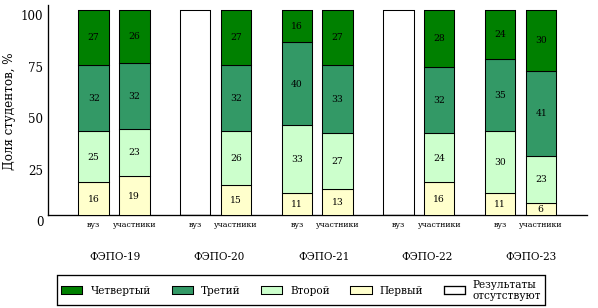 Доля студентов, %
100
75
50
25
0
27 26 27 16 27 28 24 30
32 32 32 40 33 32 35 41
25 23 26 33 27 24 30 23
16 19 15 11 13 16 11 6
вуз участники вуз участники вуз участники вуз участники вуз участники
ФЭПО-19 ФЭПО-20 ФЭПО-21 ФЭПО-22 ФЭПО-23
Четвертый Третий Второй Первый Результаты
отсутствуют